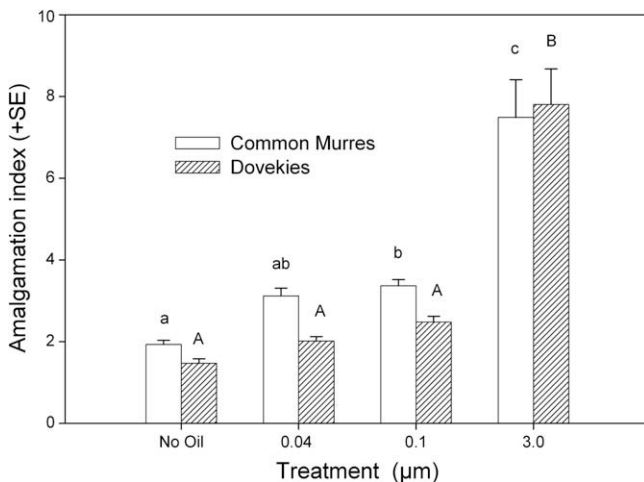 Amalgamation index (+SE)
10
8
6
4
2
0
Common Murres
Dovekies
a
A
ab
A
b
A
c
B
No Oil
0.04
0.1
3.0
Treatment (μm)